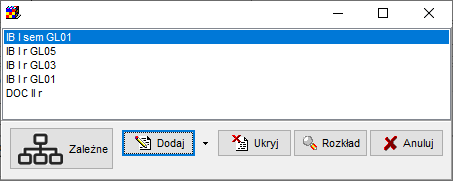 IB I sem GL01
IB I r GL05
IB I r GL03
IB I r GL01
DOC II r
Zależne
Dodaj
Ukryj
Rozkład
Anuluj